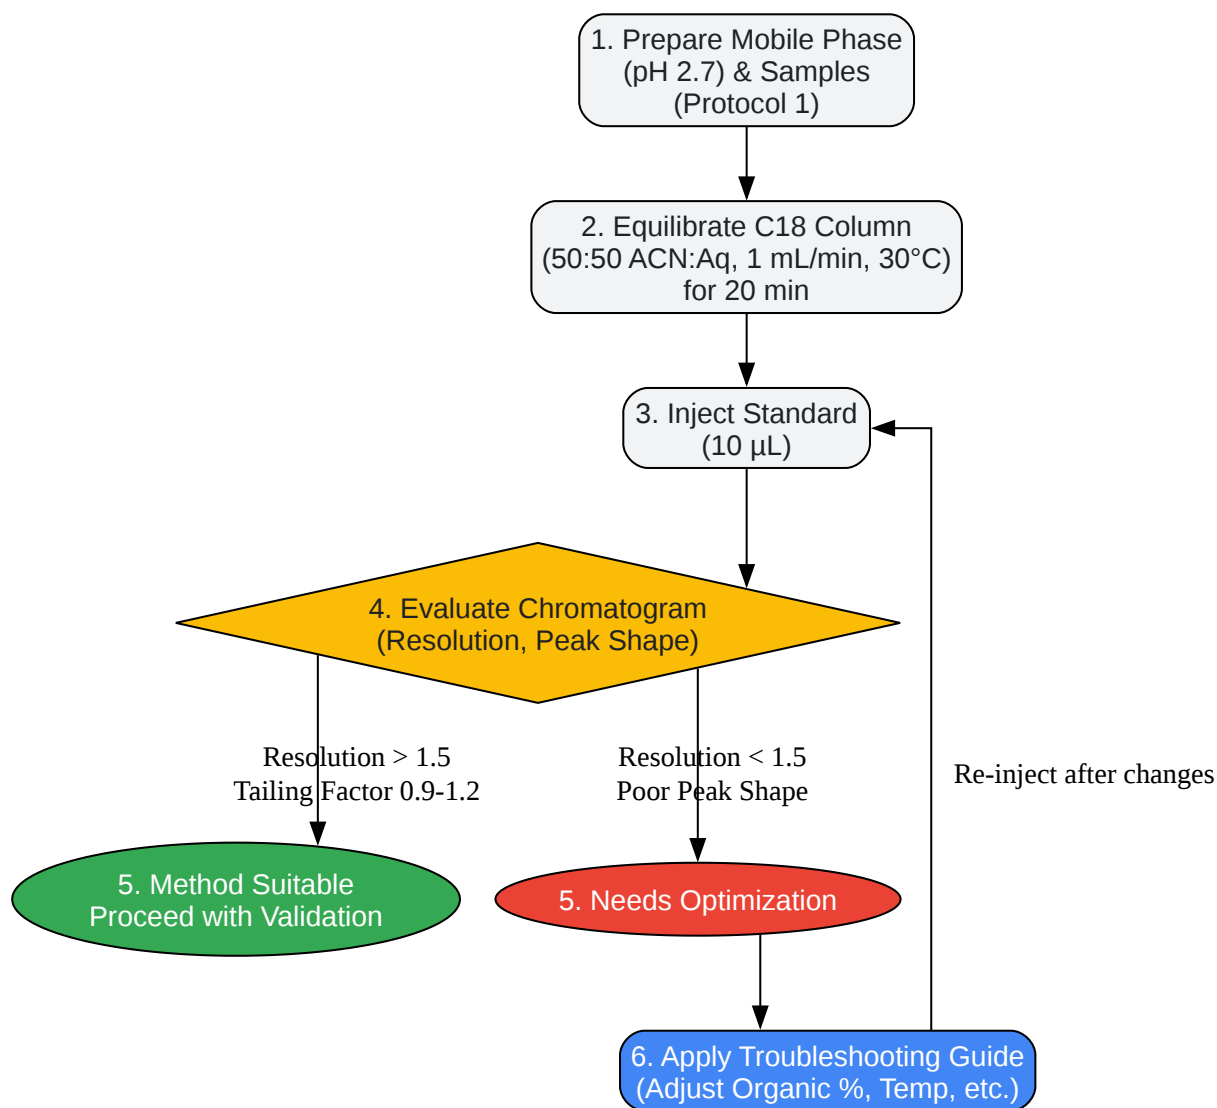 1. Prepare Mobile Phase
(pH 2.7) & Samples
(Protocol 1)
2. Equilibrate C18 Column
(50:50 ACN:Aq, 1 mL/min, 30°C)
for 20 min
3. Inject Standard
(10 µL)
4. Evaluate Chromatogram
(Resolution, Peak Shape)
Resolution > 1.5
Tailing Factor 0.9-1.2
Resolution < 1.5
Poor Peak Shape
Re-inject after changes
5. Method Suitable
Proceed with Validation
5. Needs Optimization
6. Apply Troubleshooting Guide
(Adjust Organic %, Temp, etc.)